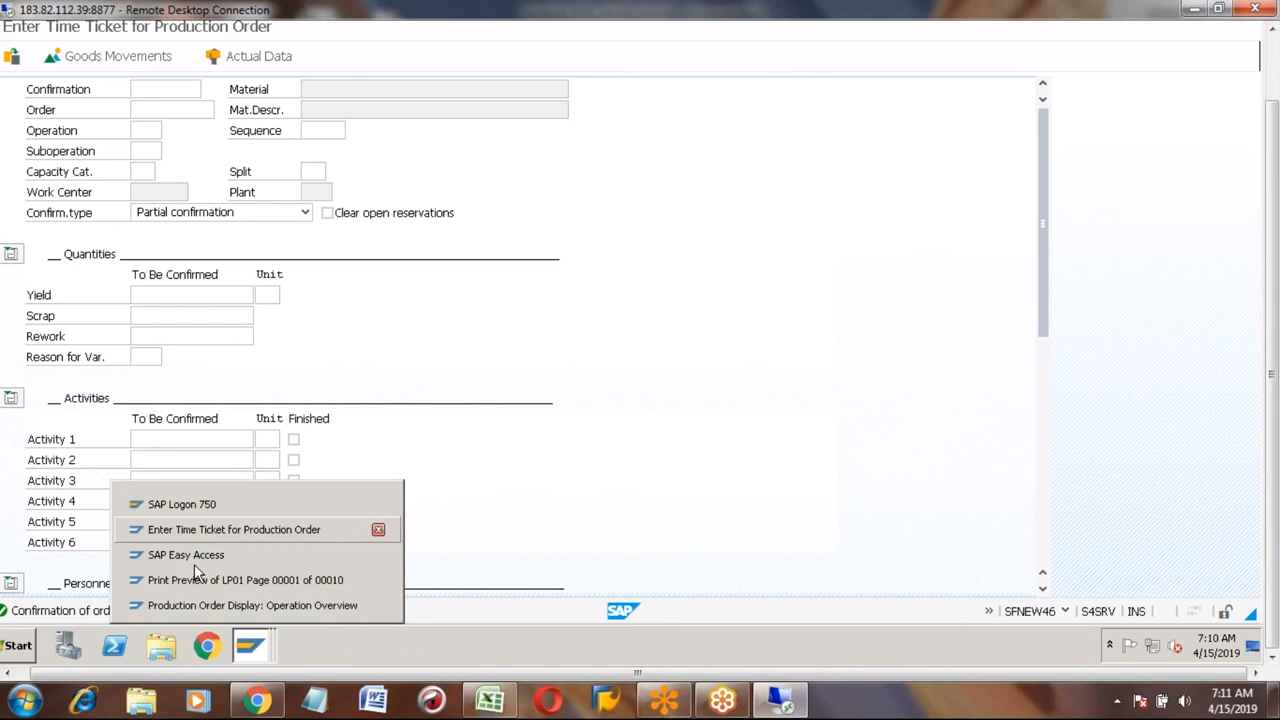 183.82.112.39:8877 - Remote Desktop Connection
Enter Time Ticket for Production Order
Goods Movements Actual Data
Confirmation Material
Order Mat.Descr.
Operation Sequence
Suboperation
Capacity Cat. Split
Work Center Plant
Confirm.type Partial confirmation Clear open reservations
Quantities
To Be Confirmed Unit
Yield
Scrap
Rework
Reason for Var.
Activities
To Be Confirmed Unit Finished
Activity 1
Activity 2
Activity 3
Activity 4
Activity 5
Activity 6
SAP Logon 750
Enter Time Ticket for Production Order
SAP Easy Access
Print Preview of LP01 Page 00001 of 00010
Production Order Display: Operation Overview
Personne
Confirmation of ord
SAP
» SFNEW46 S4SRV INS
Start
7:10 AM
4/15/2019
7:11 AM
4/15/2019